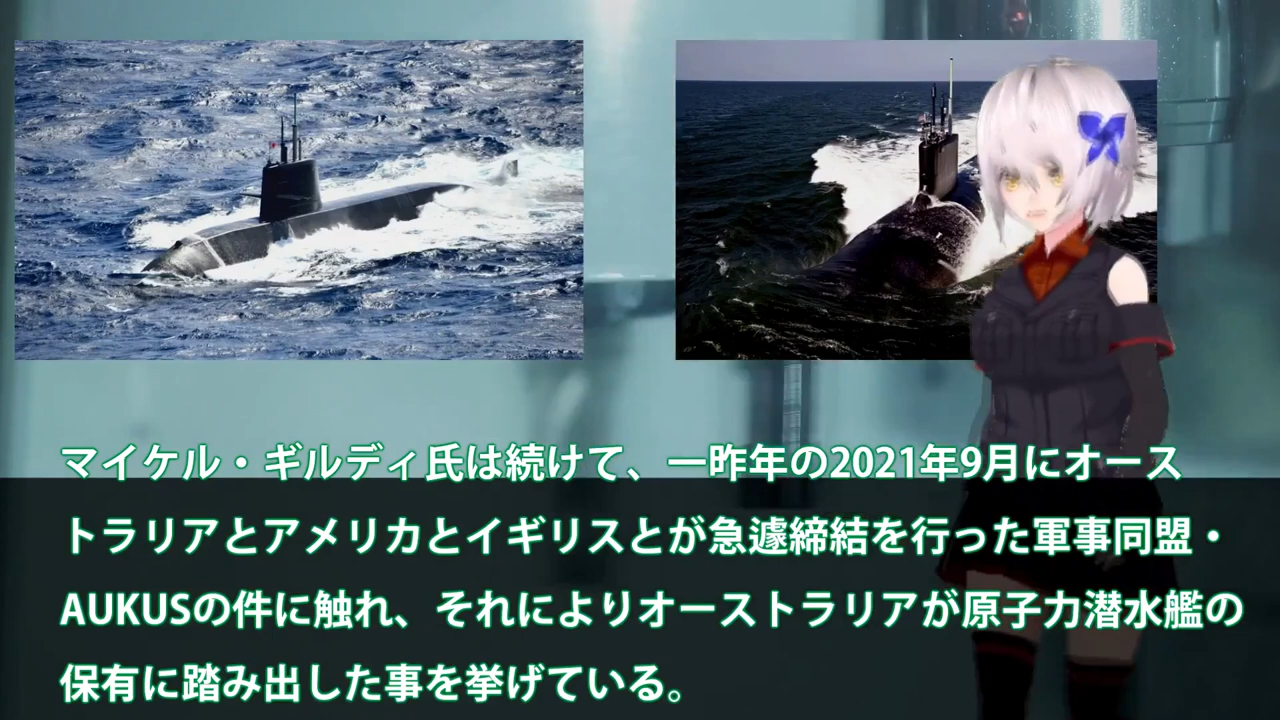 マイケル・ギルディ氏は続けて、一昨年の2021年9月にオース
トラリアとアメリカとイギリスとが急遽締結を行った軍事同盟・
AUKUSの件に触れ、それによりオーストラリアが原子力潜水艦の
保有に踏み出した事を挙げている。